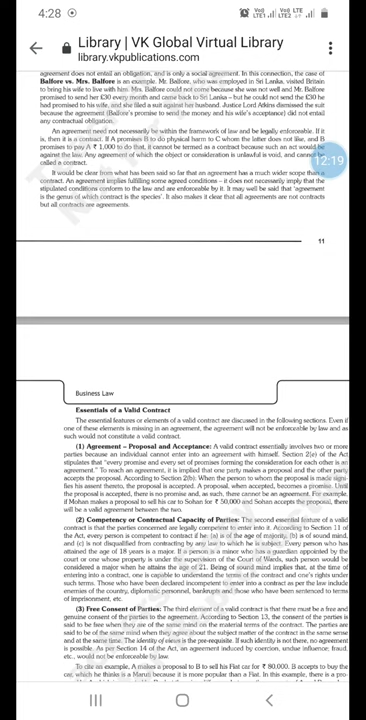 4:28
Vo) LTE1 Vo) LTE LTE2
Library | VK Global Virtual Library
library.vkpublications.com
agreement does not entail an obligation, and is only a social agreement. In this connection, the case of
Balfore vs. Mrs. Balfore is an example. Mr. Balfore, who was employed in Sri Lanka, visited Britain
to bring his wife to live with him. Mrs. Balfore could not come because she was not well and Mr. Balfore
promised to send her £30 every month and came back to Sri Lanka – but he could not send the £30 he
had promised to his wife, and she filed a suit against her husband. Justice Lord Atkins dismissed the suit
because the agreement (Balfore's promise to send the money and his wife's acceptance) did not entail
any contractual obligation.
An agreement need not necessarily be within the framework of law and be legally enforceable. If it
is, then it is a contract. If A promises B to do physical harm to C whom the latter does not like, and B
promises to pay A ₹ 1,000 to do that, it cannot be termed as a contract because such an act would be
against the law. Any agreement of which the object or consideration is unlawful is void, and cannot be
called a contract.
12:19
It would be clear from what has been said so far that an agreement has a much wider scope than a
contract. An agreement implies fulfilling some agreed conditions – it does not necessarily imply that the
stipulated conditions conform to the law and are enforceable by it. It may well be said that 'agreement
is the genus of which contract is the species'. It also makes it clear that all agreements are not contracts
but all contracts are agreements.
11
Business Law
Essentials of a Valid Contract
The essential features or elements of a valid contract are discussed in the following sections. Even if
one of these elements is missing in an agreement, the agreement will not be enforceable by law and as
such would not constitute a valid contract.
(1) Agreement – Proposal and Acceptance: A valid contract essentially involves two or more
parties because an individual cannot enter into an agreement with himself. Section 2(e) of the Act
stipulates that "every promise and every set of promises forming the consideration for each other is an
agreement." To reach an agreement, it is implied that one party makes a proposal and the other party
accepts the proposal. According to Section 2(b): When the person to whom the proposal is made signi-
fies his assent thereto, the proposal is accepted. A proposal, when accepted, becomes a promise. Until
the proposal is accepted, there is no promise and, as such, there cannot be an agreement. For example,
if Mohan makes a proposal to sell his car to Sohan for ₹ 50,000 and Sohan accepts the proposal, there
will be a valid agreement between the two.
(2) Competency or Contractual Capacity of Parties: The second essential feature of a valid
contract is that the parties concerned are legally competent to enter into it. According to Section 11 of
the Act, every person is competent to contract if he: (a) is of the age of majority, (b) is of sound mind,
and (c) is not disqualified from contracting by any law to which he is subject. Every person who has
attained the age of 18 years is a major. If a person is a minor who has a guardian appointed by the
court or one whose property is under the supervision of the Court of Wards, such person would be
considered a major when he attains the age of 21. Being of sound mind implies that, at the time of
entering into a contract, one is capable to understand the terms of the contract and one's rights under
such terms. Those who have been declared incompetent to enter into a contract as per the law include
enemies of the country, diplomatic personnel, bankrupts and those who have been sentenced to terms
of imprisonment, etc.
(3) Free Consent of Parties: The third element of a valid contract is that there must be a free and
genuine consent of the parties to the agreement. According to Section 13, the consent of the parties is
said to be free when they are of the same mind on the material terms of the contract. The parties are
said to be of the same mind when they agree about the subject matter of the contract in the same sense
and at the same time. The identity of views is the pre-requisite. If such identity is not there, no agreement
is possible. As per Section 14 of the Act, an agreement induced by coercion, undue influence, fraud,
etc., would not be enforceable by law.
To cite an example, A makes a proposal to B to sell his Fiat car for ₹ 80,000. B accepts to buy the
car, which he thinks is a Maruti because it is more popular than a Fiat. In this example, there is a pro-